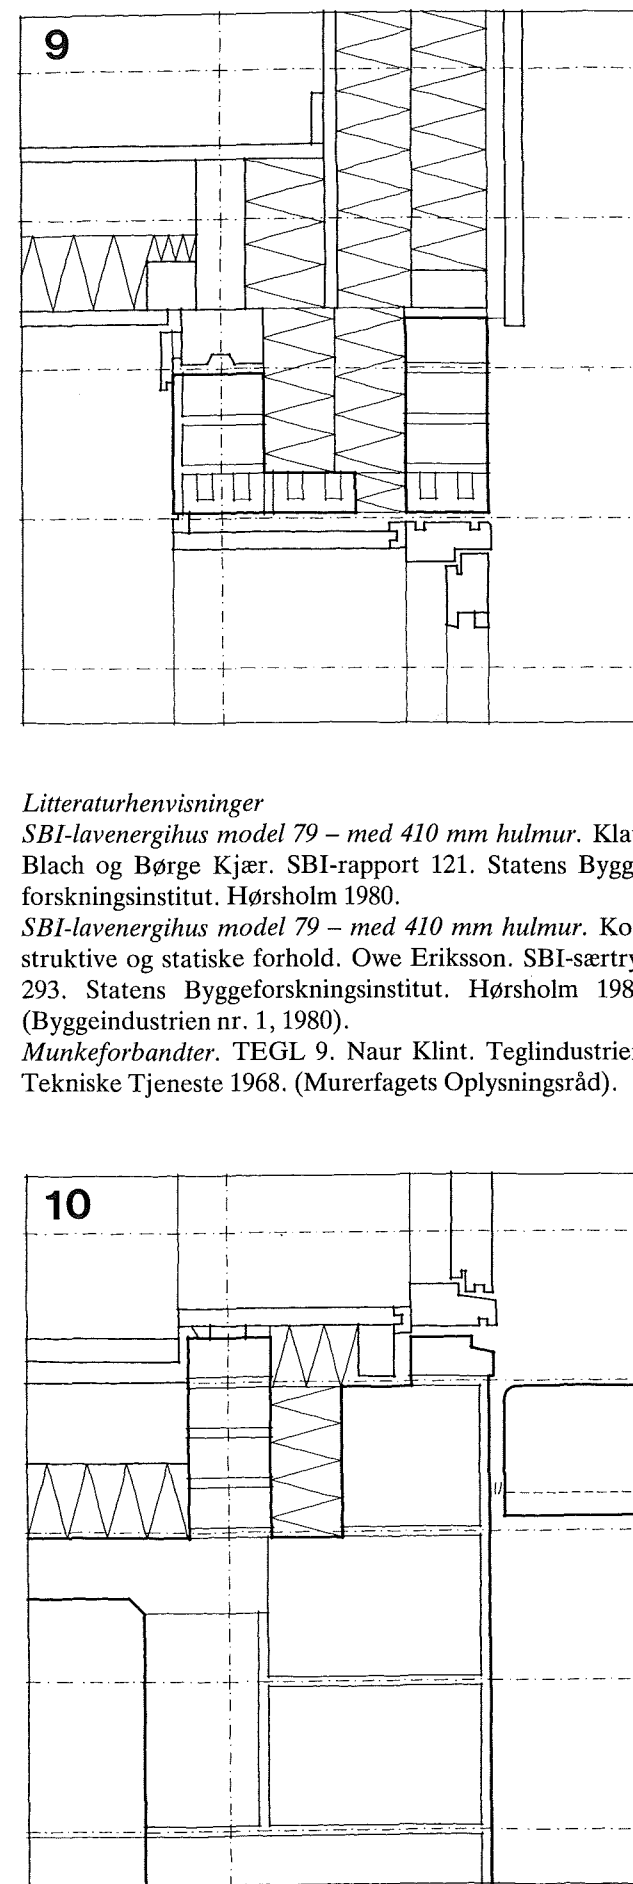 9
Litteraturhenvisninger
SBI-lavenergihus model 79 – med 410 mm hulmur. Kla
Blach og Børge Kjær. SBI-rapport 121. Statens Bygg
forskningsinstitut. Hørsholm 1980.
SBI-lavenergihus model 79 – med 410 mm hulmur. Ko
struktive og statiske forhold. Owe Eriksson. SBI-særtry
293. Statens Byggeforskningsinstitut. Hørsholm 198
(Byggeindustrien nr. 1, 1980).
Munkeforbandter. TEGL 9. Naur Klint. Teglindustrie
Tekniske Tjeneste 1968. (Murerfagets Oplysningsråd).
10